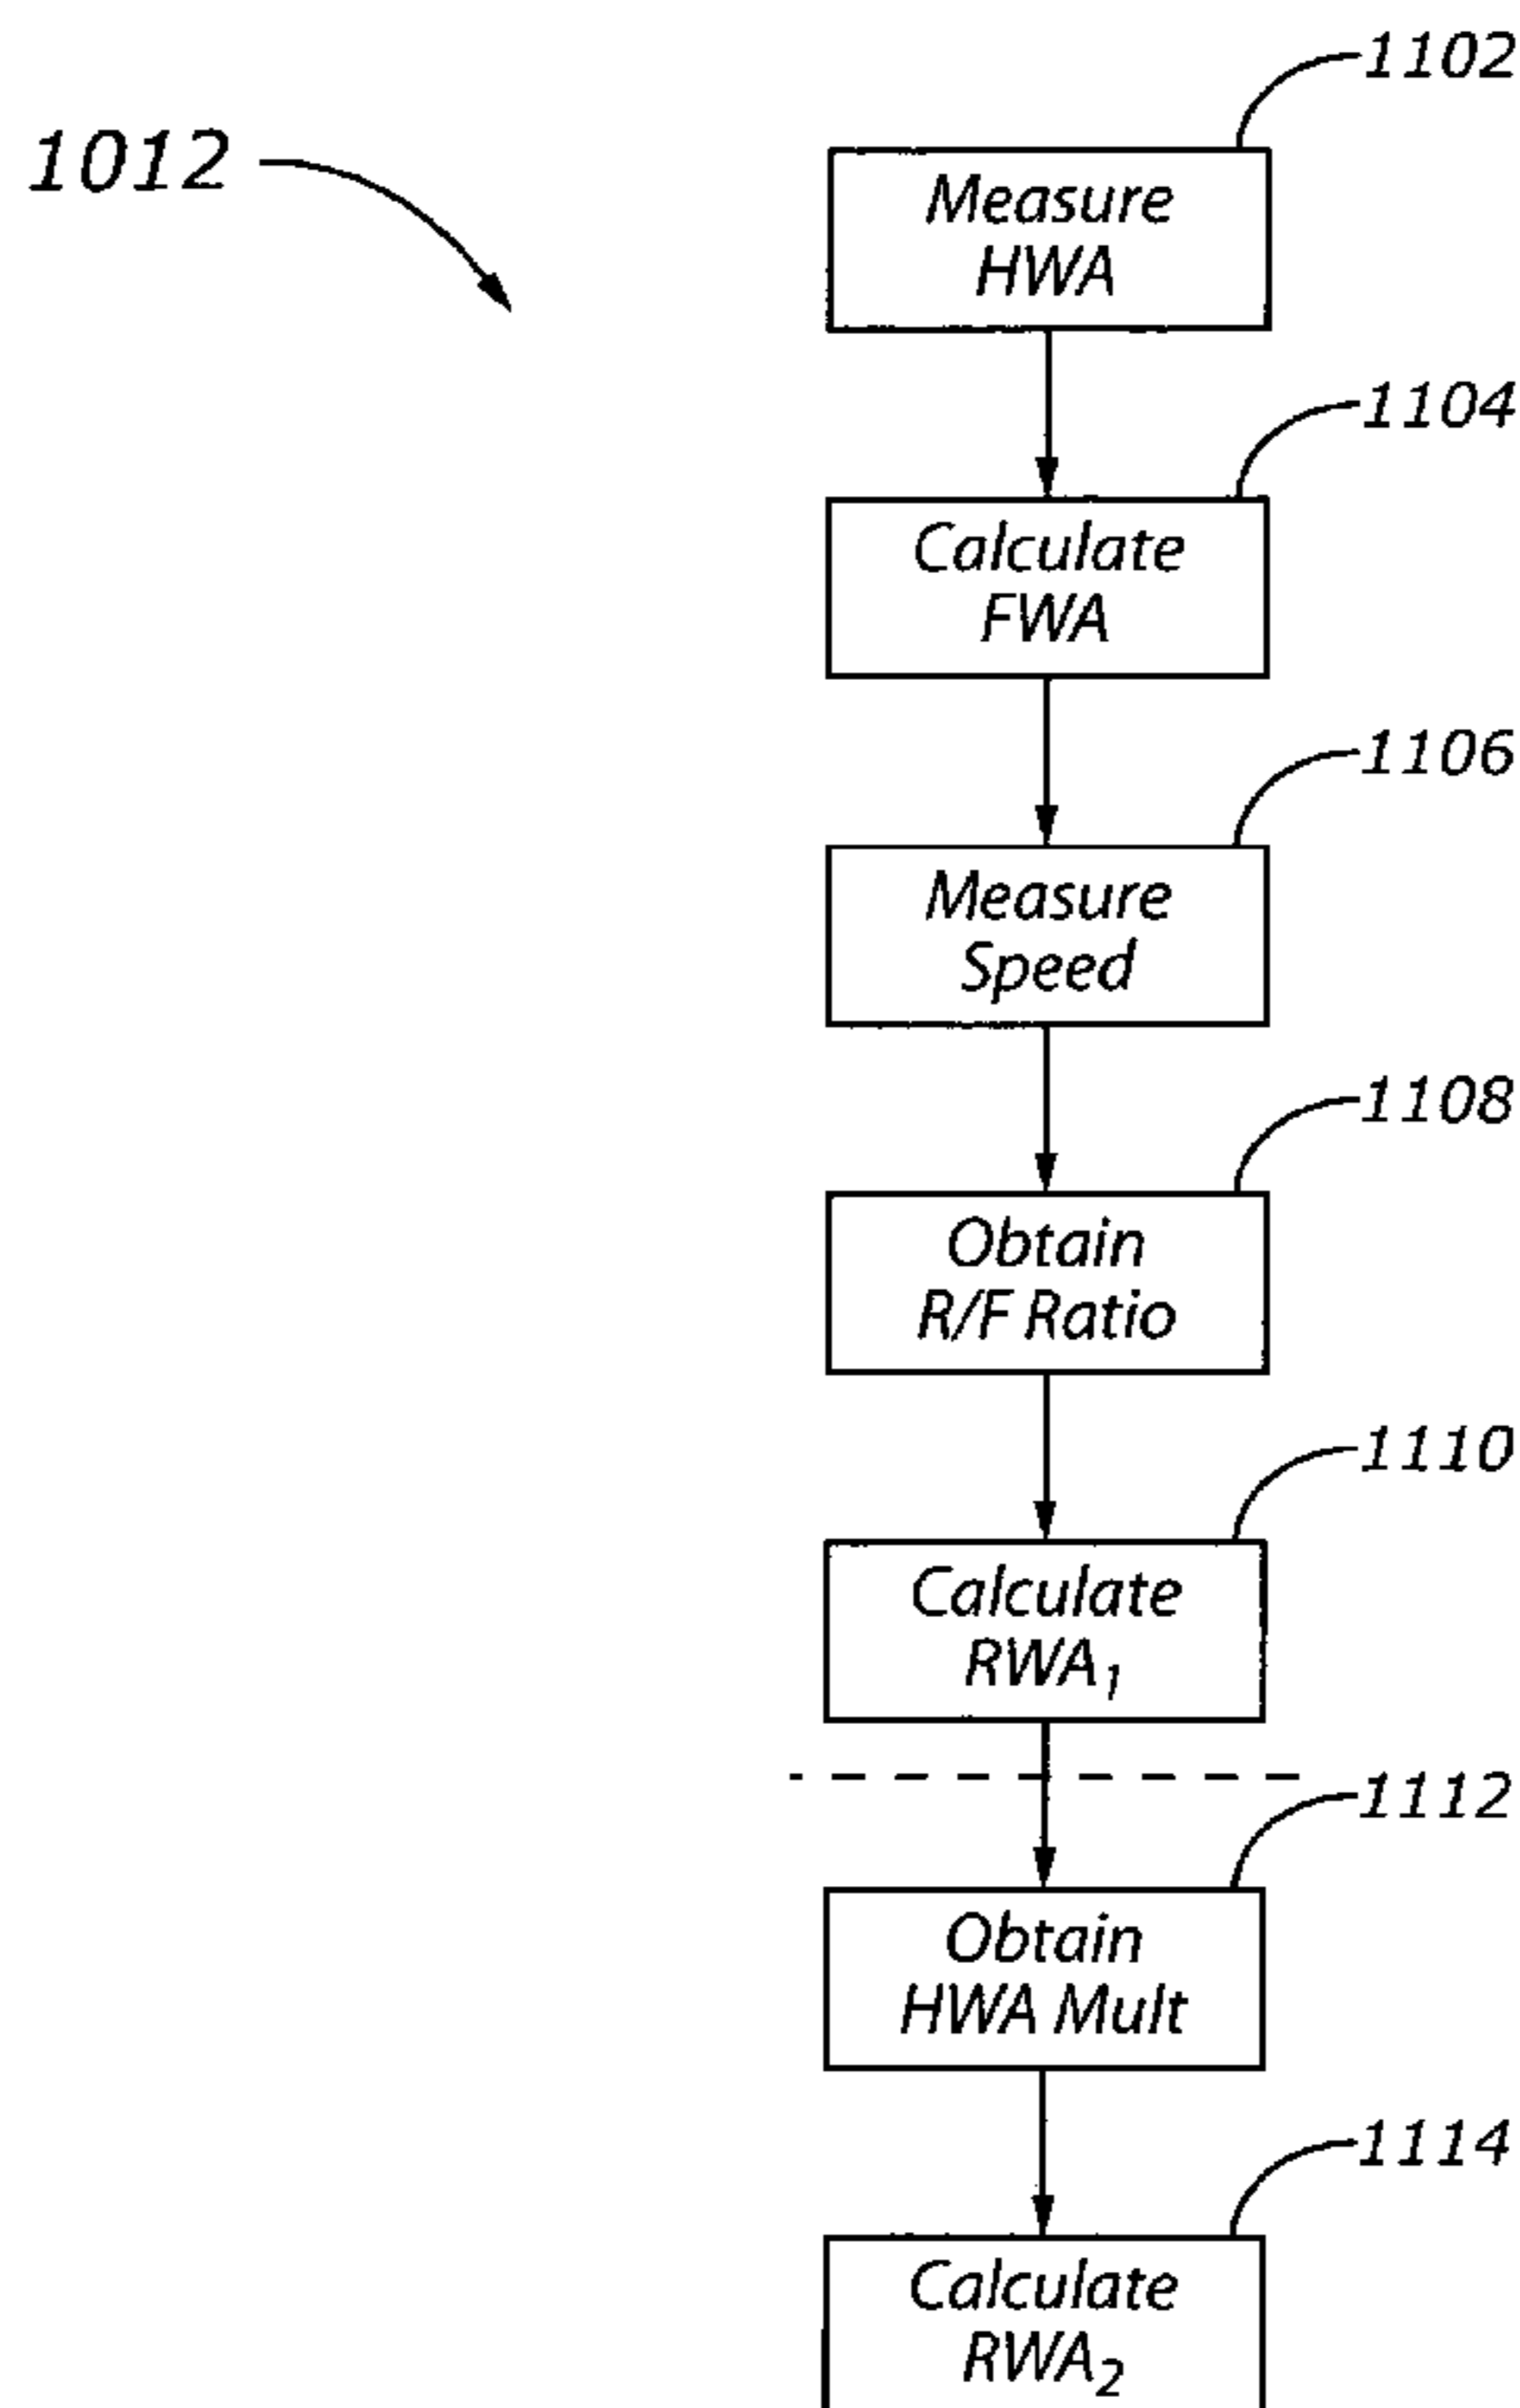 1102
1012
Measure
HWA
1104
Calculate
FWA
1106
Measure
Speed
1108
Obtain
R/F Ratio
1110
Calculate
RWA₁
1112
Obtain
HWA Mult
1114
Calculate
RWA₂